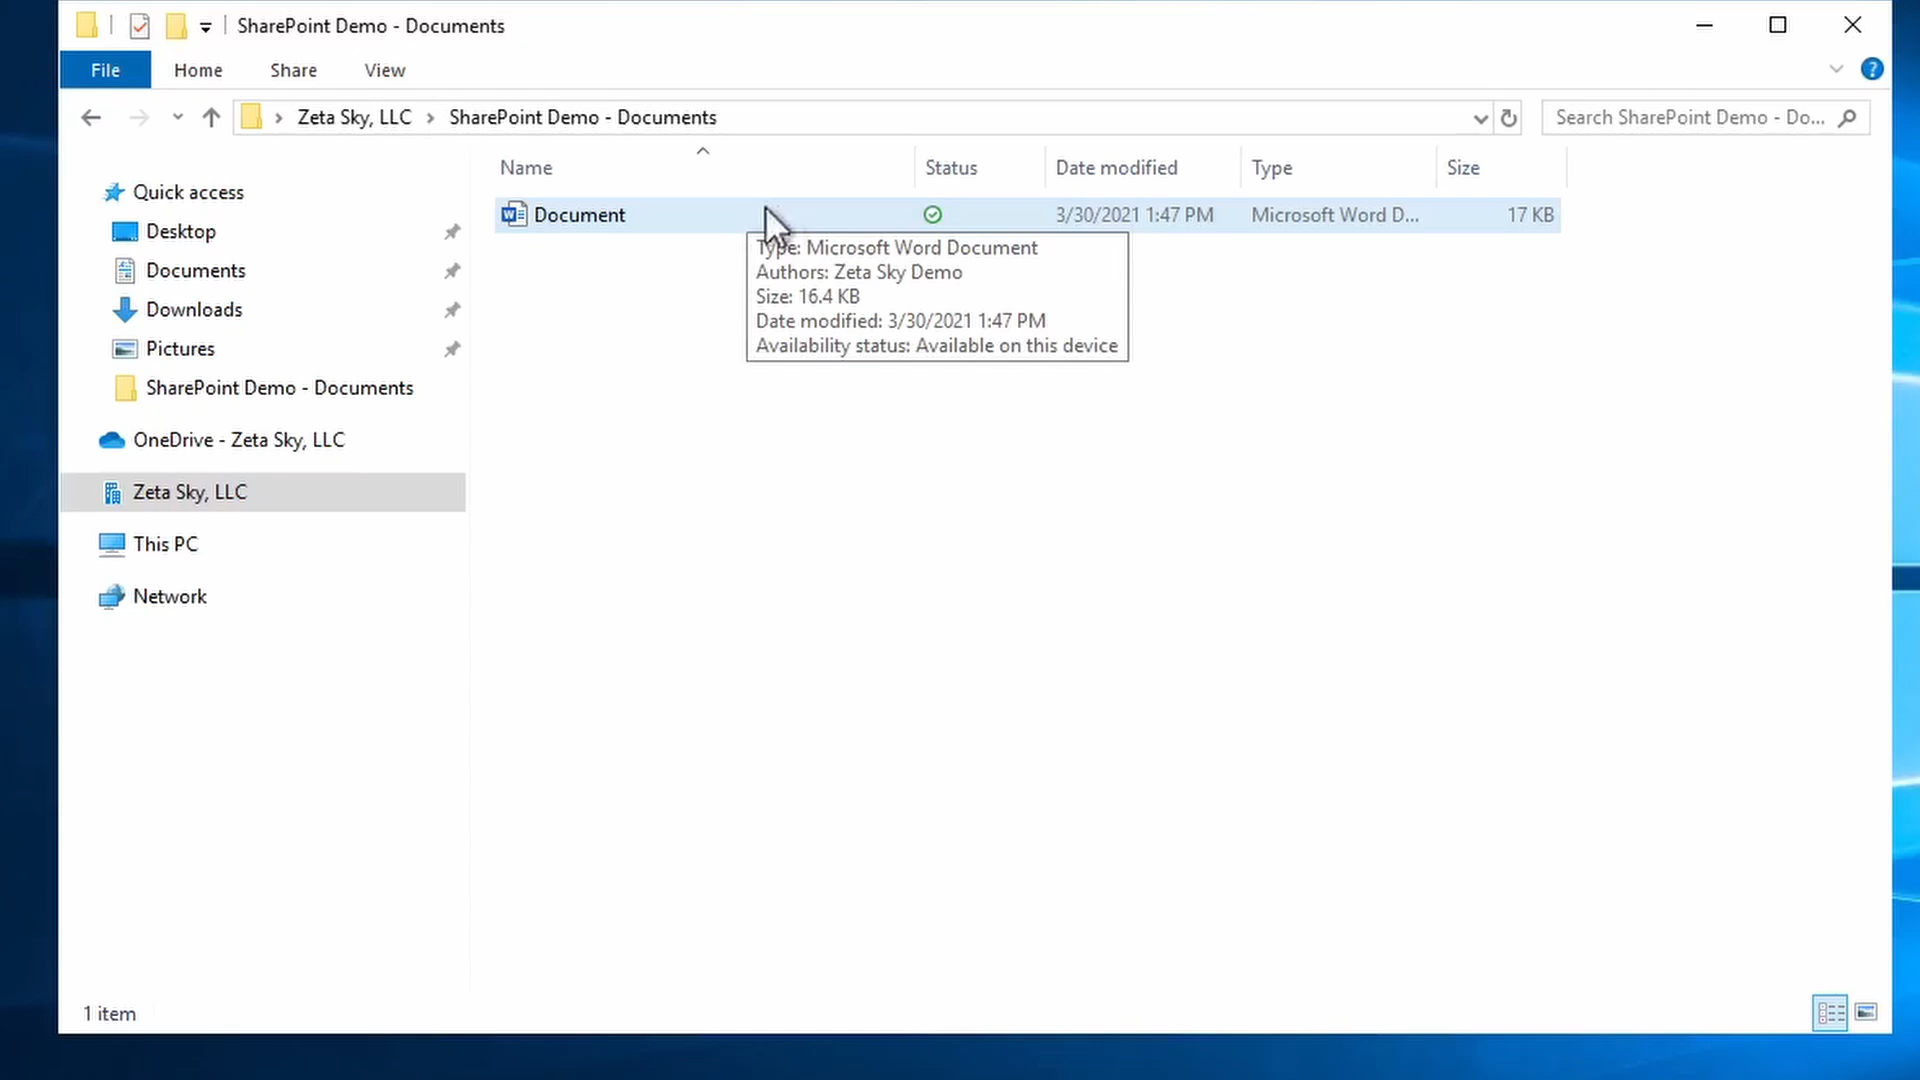 SharePoint Demo - Documents
File Home Share View
Zeta Sky, LLC SharePoint Demo - Documents
Search SharePoint Demo - Do...
Name Status Date modified Type Size
Document 3/30/2021 1:47 PM Microsoft Word D... 17 KB
Type: Microsoft Word Document
Authors: Zeta Sky Demo
Size: 16.4 KB
Date modified: 3/30/2021 1:47 PM
Availability status: Available on this device
Quick access
Desktop
Documents
Downloads
Pictures
SharePoint Demo - Documents
OneDrive - Zeta Sky, LLC
Zeta Sky, LLC
This PC
Network
1 item